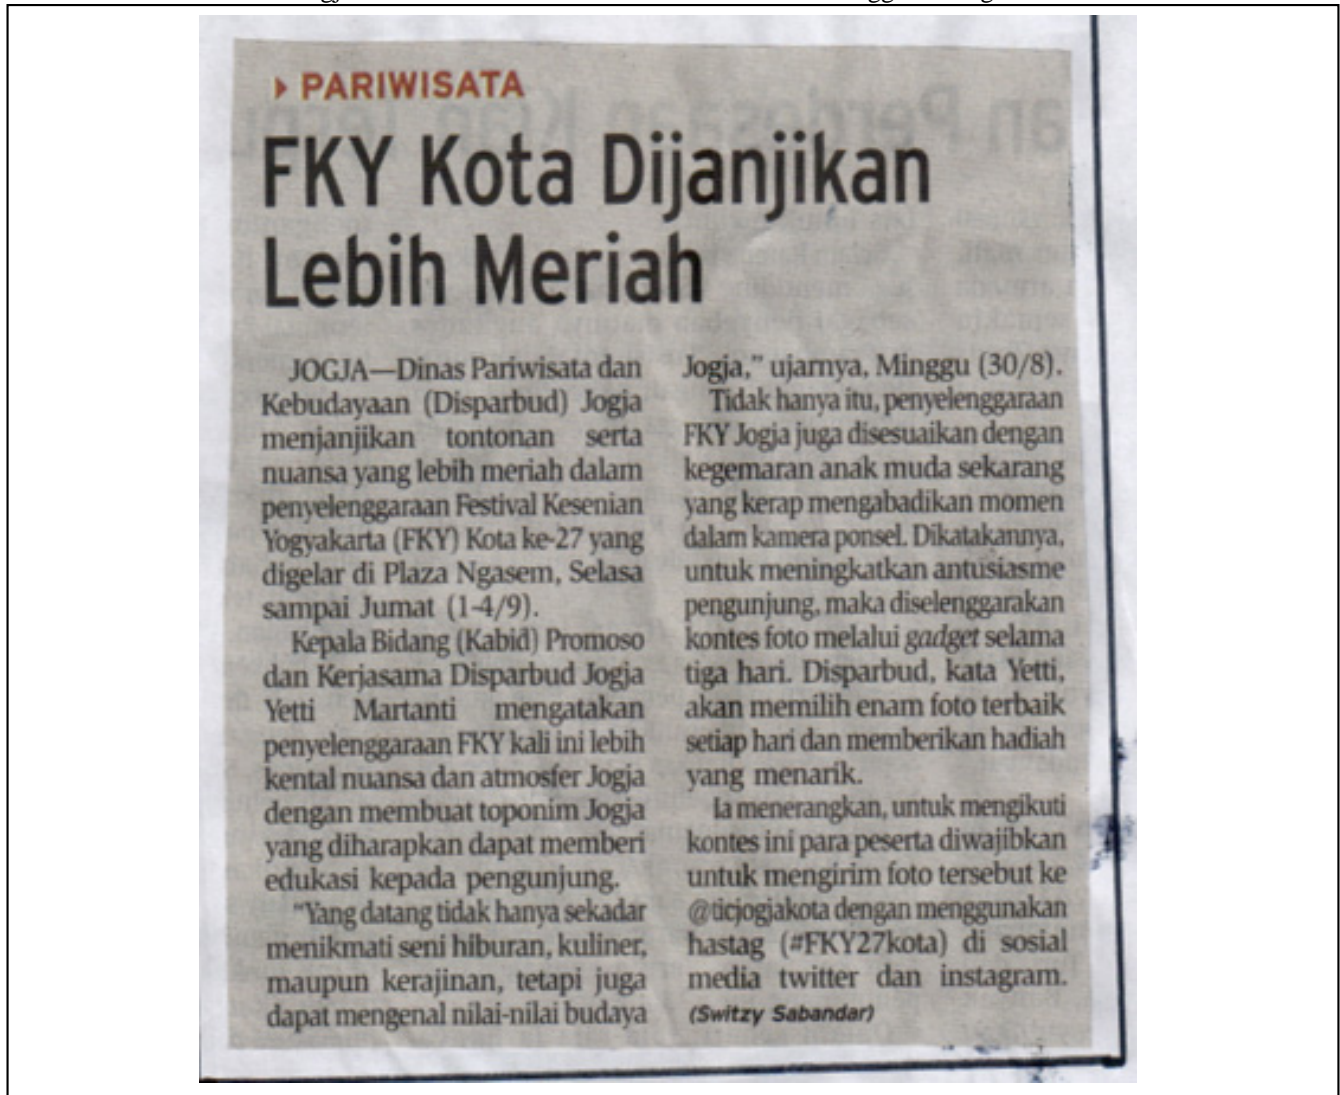 PARIWISATA
FKY Kota Dijanjikan
Lebih Meriah
JOGJA—Dinas Pariwisata dan
Kebudayaan (Disparbud) Jogja
menjanjikan tontonan serta
nuansa yang lebih meriah dalam
penyelenggaraan Festival Kesenian
Yogyakarta (FKY) Kota ke-27 yang
digelar di Plaza Ngasem, Selasa
sampai Jumat (1-4/9).
Kepala Bidang (Kabid) Promoso
dan Kerjasama Disparbud Jogja
Yetti Martanti mengatakan
penyelenggaraan FKY kali ini lebih
kental nuansa dan atmosfer Jogja
dengan membuat toponim Jogja
yang diharapkan dapat memberi
edukasi kepada pengunjung.
“Yang datang tidak hanya sekadar
menikmati seni hiburan, kuliner,
maupun kerajinan, tetapi juga
dapat mengenal nilai-nilai budaya
Jogja,” ujarnya, Minggu (30/8).
Tidak hanya itu, penyelenggaraan
FKY Jogja juga disesuaikan dengan
kegemaran anak muda sekarang
yang kerap mengabadikan momen
dalam kamera ponsel. Dikatakannya,
untuk meningkatkan antusiasme
pengunjung, maka diselenggarakan
kontes foto melalui gadget selama
tiga hari. Disparbud, kata Yetti,
akan memilih enam foto terbaik
setiap hari dan memberikan hadiah
yang menarik.
Ia menerangkan, untuk mengikuti
kontes ini para peserta diwajibkan
untuk mengirim foto tersebut ke
@ticjogjakota dengan menggunakan
hastag (#FKY27kota) di sosial
media twitter dan instagram.
(Switzy Sabandar)